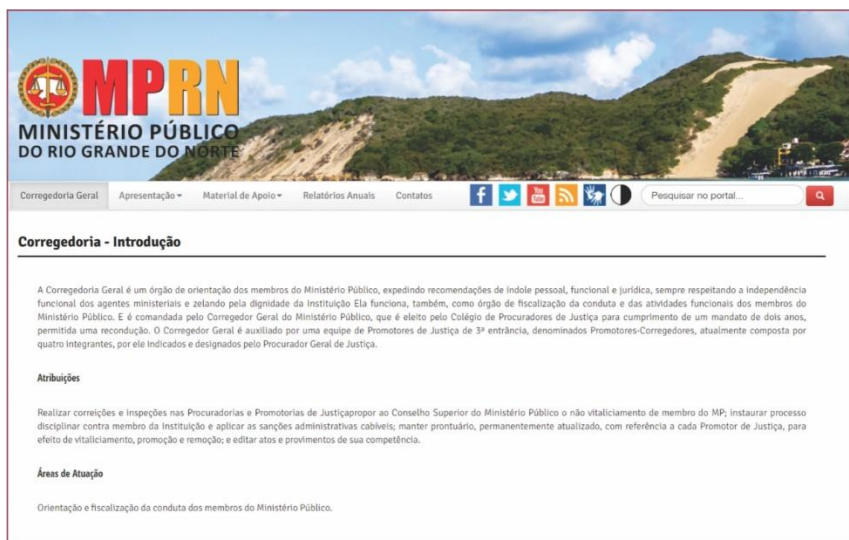 MPRN
MINISTÉRIO PÚBLICO
DO RIO GRANDE DO NORTE
Corregedoria Geral Apresentação Material de Apoio Relatórios Anuais Contatos f You Tube Pesquisar no portal...
Corregedoria - Introdução
A Corregedoria Geral é um órgão de orientação dos membros do Ministério Público, expedindo recomendações de índole pessoal, funcional e jurídica, sempre respeitando a independência
funcional dos agentes ministeriais e zelando pela dignidade da Instituição Ela funciona, também, como órgão de fiscalização da conduta e das atividades funcionais dos membros do
Ministério Público. E é comandada pelo Corregedor Geral do Ministério Público, que é eleito pelo Colégio de Procuradores de Justiça para cumprimento de um mandato de dois anos,
permitida uma recondução. O Corregedor Geral é auxiliado por uma equipe de Promotores de Justiça de 3ª entrância, denominados Promotores-Corregedores, atualmente composta por
quatro integrantes, por ele indicados e designados pelo Procurador Geral de Justiça.
Atribuições
Realizar correições e inspeções nas Procuradorias e Promotorias de Justiçapropor ao Conselho Superior do Ministério Público o não vitaliciamento de membro do MP; instaurar processo
disciplinar contra membro da Instituição e aplicar as sanções administrativas cabíveis; manter prontuário, permanentemente atualizado, com referência a cada Promotor de Justiça, para
efeito de vitaliciamento, promoção e remoção; e editar atos e provimentos de sua competência.
Áreas de Atuação
Orientação e fiscalização da conduta dos membros do Ministério Público.